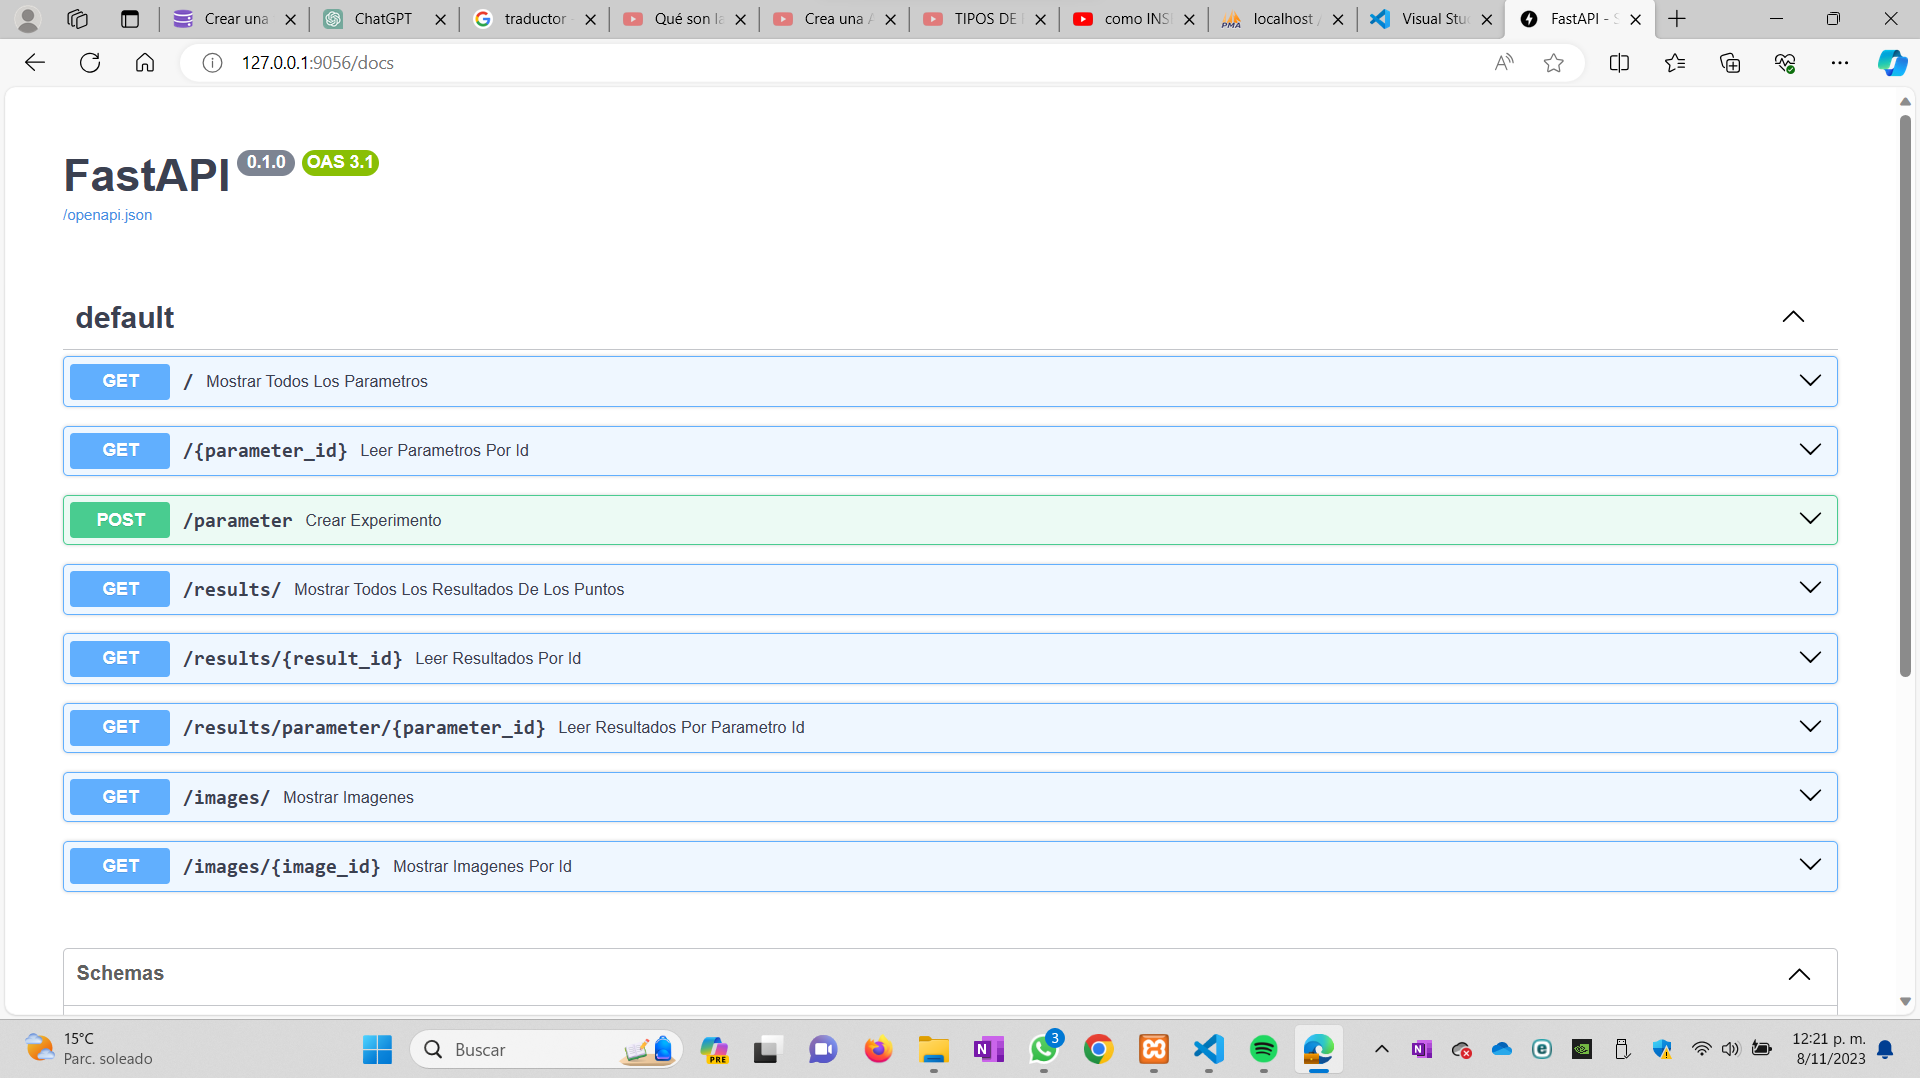 Crear una
ChatGPT
traductor
Qué son la
Crea una A
TIPOS DE
como INS
localhost
Visual Stu
FastAPI - S
127.0.0.1:9056/docs
FastAPI 0.1.0 OAS 3.1
/openapi.json
default
GET / Mostrar Todos Los Parametros
GET /{parameter_id} Leer Parametros Por Id
POST /parameter Crear Experimento
GET /results/ Mostrar Todos Los Resultados De Los Puntos
GET /results/{result_id} Leer Resultados Por Id
GET /results/parameter/{parameter_id} Leer Resultados Por Parametro Id
GET /images/ Mostrar Imagenes
GET /images/{image_id} Mostrar Imagenes Por Id
Schemas
15°C
Parc. soleado
Buscar
PRE
3
12:21 p. m.
8/11/2023